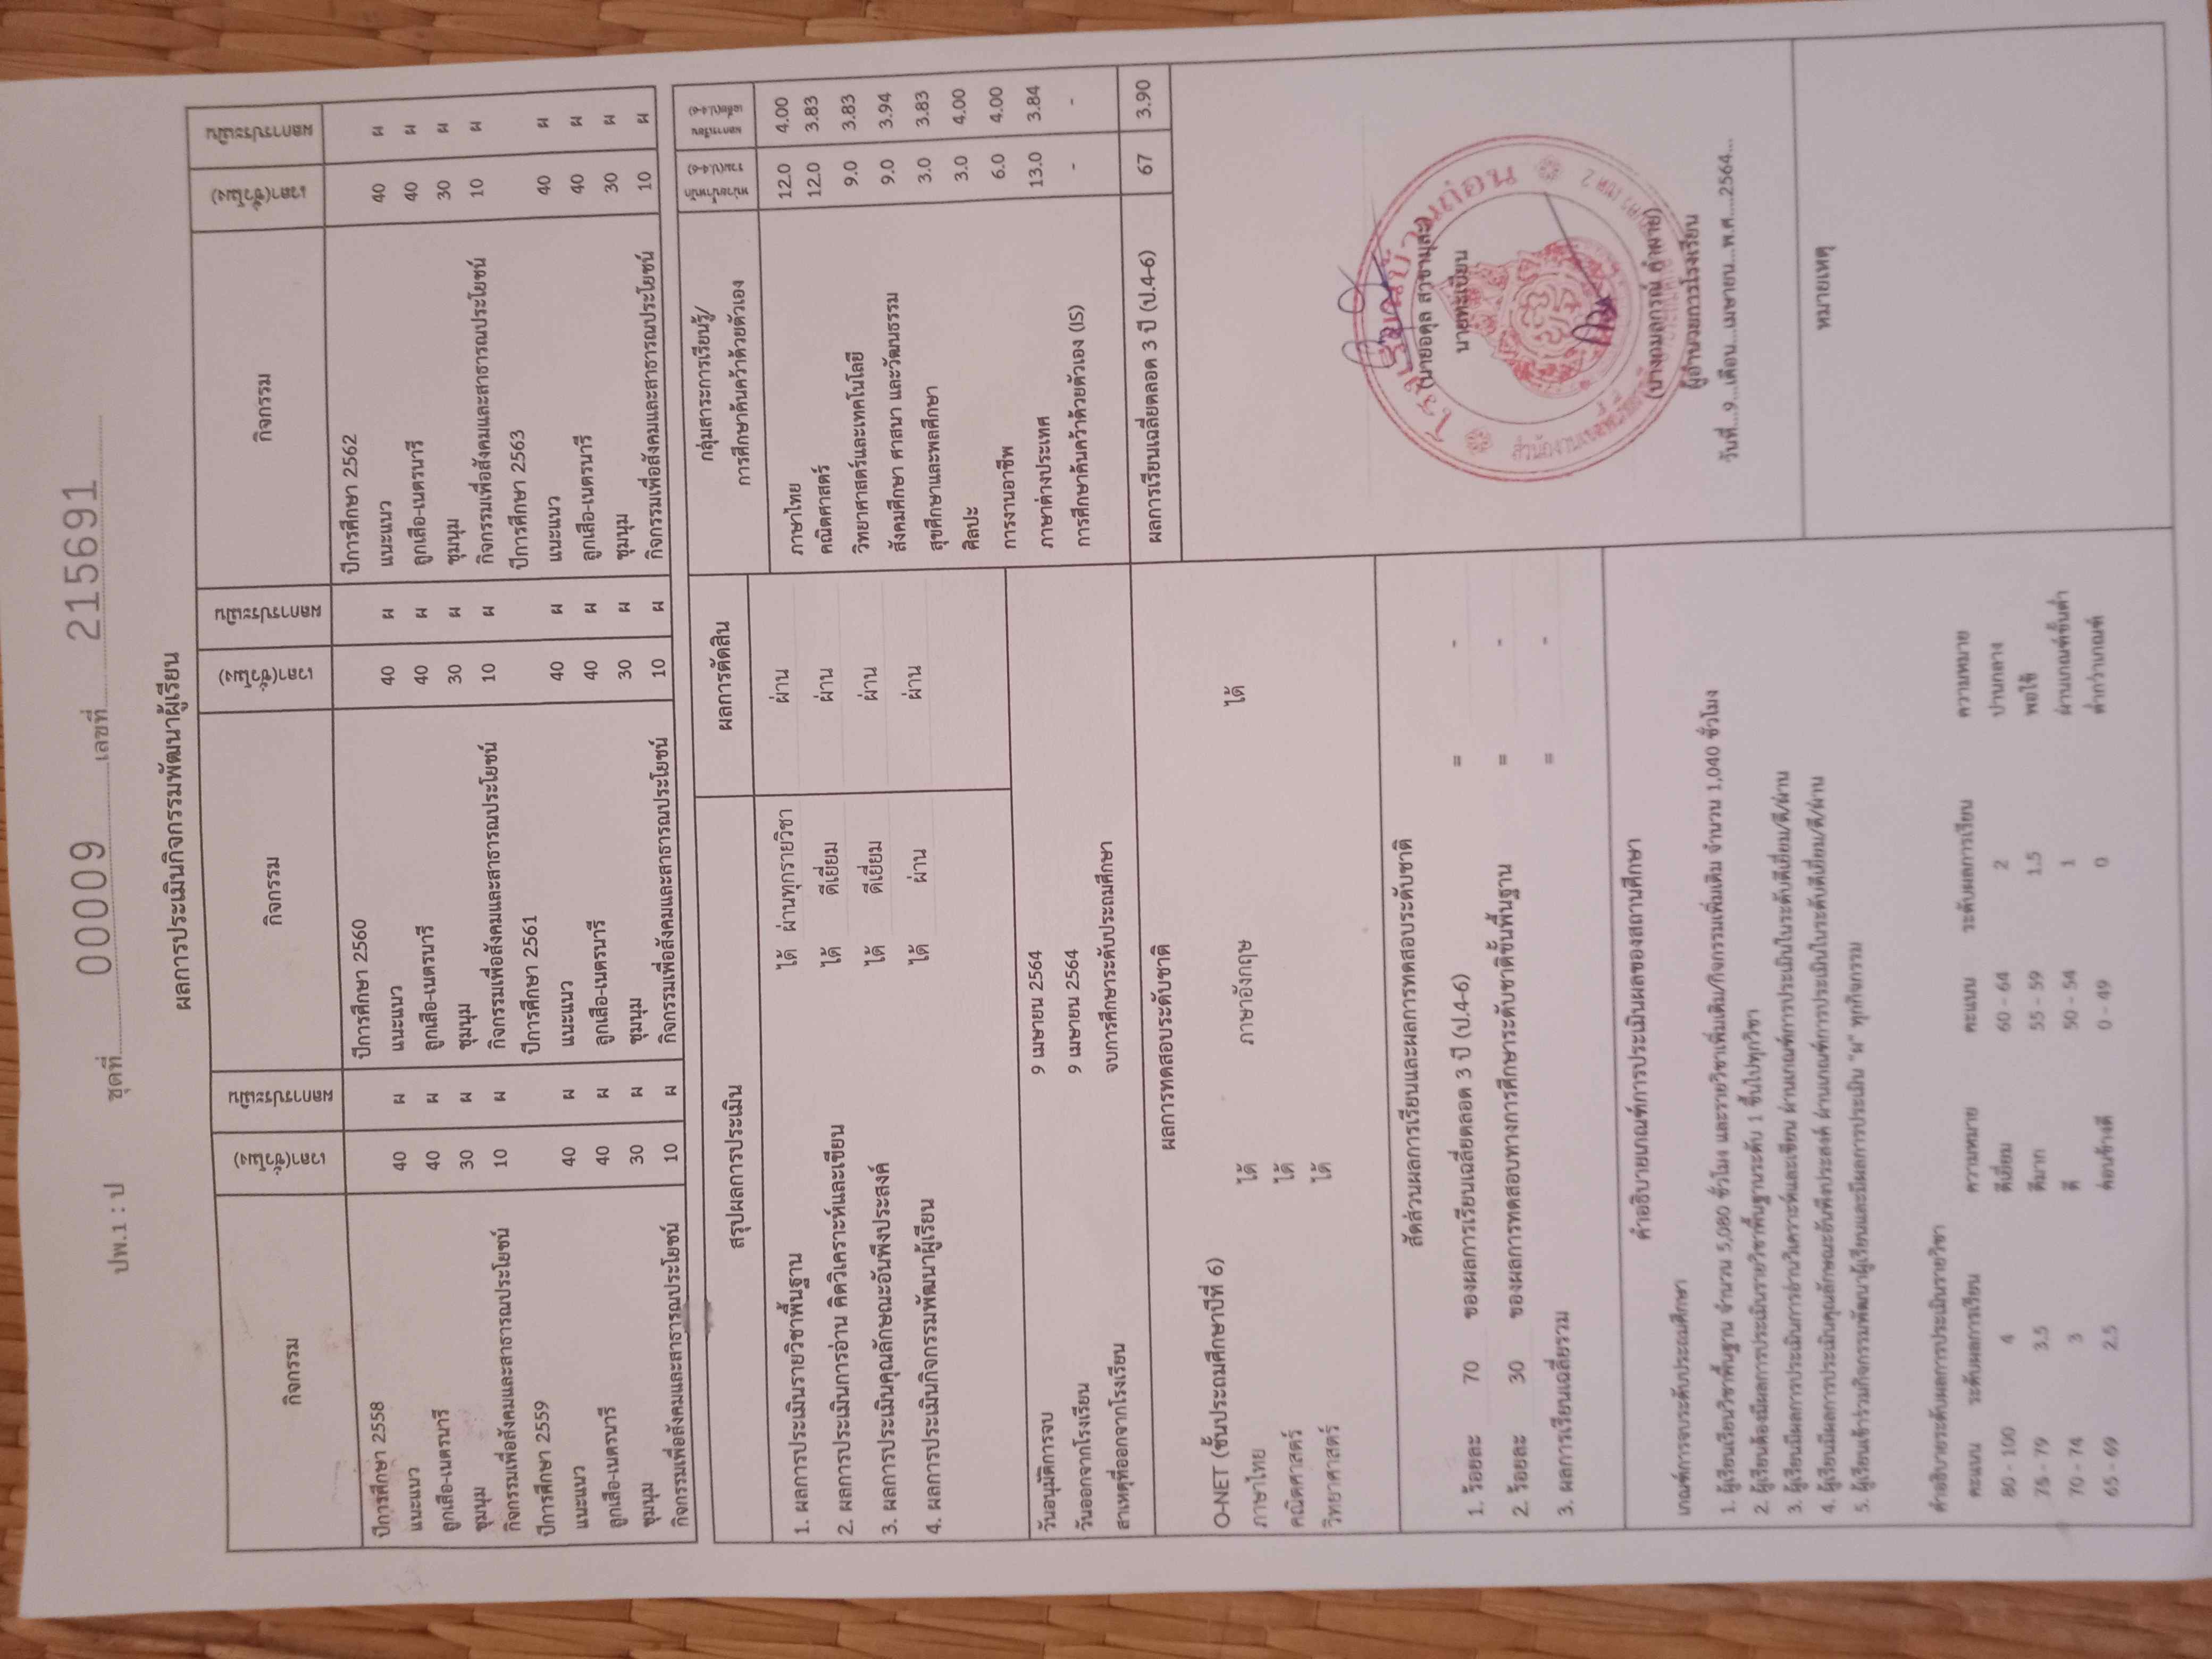 ปพ.1 : ป ชุดที่ 00009 เลขที่ 215691
ผลการประเมินกิจกรรมพัฒนาผู้เรียน
กิจกรรม เวลา(ชั่วโมง) ผลการประเมิน กิจกรรม เวลา(ชั่วโมง) ผลการประเมิน กิจกรรม เวลา(ชั่วโมง) ผลการประเมิน
ปีการศึกษา 2558 ปีการศึกษา 2560 ปีการศึกษา 2562
แนะแนว 40 ผ แนะแนว 40 ผ แนะแนว 40 ผ
ลูกเสือ-เนตรนารี 40 ผ ลูกเสือ-เนตรนารี 40 ผ ลูกเสือ-เนตรนารี 40 ผ
ชุมนุม 30 ผ ชุมนุม 30 ผ ชุมนุม 30 ผ
กิจกรรมเพื่อสังคมและสาธารณประโยชน์ 10 ผ กิจกรรมเพื่อสังคมและสาธารณประโยชน์ 10 ผ กิจกรรมเพื่อสังคมและสาธารณประโยชน์ 10 ผ
ปีการศึกษา 2559 ปีการศึกษา 2561 ปีการศึกษา 2563
แนะแนว 40 ผ แนะแนว 40 ผ แนะแนว 40 ผ
ลูกเสือ-เนตรนารี 40 ผ ลูกเสือ-เนตรนารี 40 ผ ลูกเสือ-เนตรนารี 40 ผ
ชุมนุม 30 ผ ชุมนุม 30 ผ ชุมนุม 30 ผ
กิจกรรมเพื่อสังคมและสาธารณประโยชน์ 10 ผ กิจกรรมเพื่อสังคมและสาธารณประโยชน์ 10 ผ กิจกรรมเพื่อสังคมและสาธารณประโยชน์ 10 ผ
สรุปผลการประเมิน ผลการตัดสิน
1. ผลการประเมินรายวิชาพื้นฐาน ได้ ผ่านทุกรายวิชา ผ่าน
2. ผลการประเมินการอ่าน คิดวิเคราะห์และเขียน ได้ ดีเยี่ยม ผ่าน
3. ผลการประเมินคุณลักษณะอันพึงประสงค์ ได้ ดีเยี่ยม ผ่าน
4. ผลการประเมินกิจกรรมพัฒนาผู้เรียน ได้ ผ่าน ผ่าน
วันอนุมัติการจบ 9 เมษายน 2564
วันออกจากโรงเรียน 9 เมษายน 2564
สาเหตุที่ออกจากโรงเรียน จบการศึกษาระดับประถมศึกษา
ผลการทดสอบระดับชาติ
O-NET (ชั้นประถมศึกษาปีที่ 6)
ภาษาไทย ได้ ภาษาอังกฤษ ได้
คณิตศาสตร์ ได้
วิทยาศาสตร์ ได้
สัดส่วนผลการเรียนและผลการทดสอบระดับชาติ
1. ร้อยละ 70 ของผลการเรียนเฉลี่ยตลอด 3 ปี (ป.4-6) = -
2. ร้อยละ 30 ของผลการทดสอบทางการศึกษาระดับชาติขั้นพื้นฐาน = -
3. ผลการเรียนเฉลี่ยรวม = -
กลุ่มสาระการเรียนรู้/
การศึกษาค้นคว้าด้วยตัวเอง
หน่วยน้ำหนัก
รวม(ป.4-6)
ผลการเรียน
เฉลี่ย(ป.4-6)
ภาษาไทย 12.0 4.00
คณิตศาสตร์ 12.0 3.83
วิทยาศาสตร์และเทคโนโลยี 9.0 3.83
สังคมศึกษา ศาสนา และวัฒนธรรม 9.0 3.94
สุขศึกษาและพลศึกษา 3.0 3.83
ศิลปะ 3.0 4.00
การงานอาชีพ 6.0 4.00
ภาษาต่างประเทศ 13.0 3.84
การศึกษาค้นคว้าด้วยตัวเอง (IS) - -
ผลการเรียนเฉลี่ยตลอด 3 ปี (ป.4-6) 67 3.90
นายทะเบียน
ผู้อำนวยการโรงเรียน
วันที่...9...เดือน...เมษายน...พ.ศ....2564...
หมายเหตุ
คำอธิบายเกณฑ์การประเมินผลของสถานศึกษา
เกณฑ์การจบระดับประถมศึกษา
1. ผู้เรียนเรียนวิชาพื้นฐาน จำนวน 5,080 ชั่วโมง และรายวิชาเพิ่มเติม/กิจกรรมเพิ่มเติม จำนวน 1,040 ชั่วโมง
2. ผู้เรียนต้องมีผลการประเมินรายวิชาพื้นฐานระดับ 1 ขึ้นไปทุกวิชา
3. ผู้เรียนมีผลการประเมินการอ่านวิเคราะห์และเขียน ผ่านเกณฑ์การประเมินในระดับดีเยี่ยม/ดี/ผ่าน
4. ผู้เรียนมีผลการประเมินคุณลักษณะอันพึงประสงค์ ผ่านเกณฑ์การประเมินในระดับดีเยี่ยม/ดี/ผ่าน
5. ผู้เรียนเข้าร่วมกิจกรรมพัฒนาผู้เรียนและมีผลการประเมิน "ผ" ทุกกิจกรรม
คำอธิบายระดับผลการประเมินรายวิชา
คะแนน ระดับผลการเรียน ความหมาย คะแนน ระดับผลการเรียน ความหมาย
80 - 100 4 ดีเยี่ยม 60 - 64 2 ปานกลาง
75 - 79 3.5 ดีมาก 55 - 59 1.5 พอใช้
70 - 74 3 ดี 50 - 54 1 ผ่านเกณฑ์ขั้นต่ำ
65 - 69 2.5 ค่อนข้างดี 0 - 49 0 ต่ำกว่าเกณฑ์